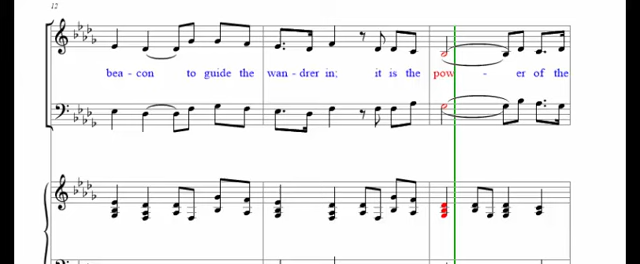 12
bea - con to guide the wan - drer in; it is the pow - er of the